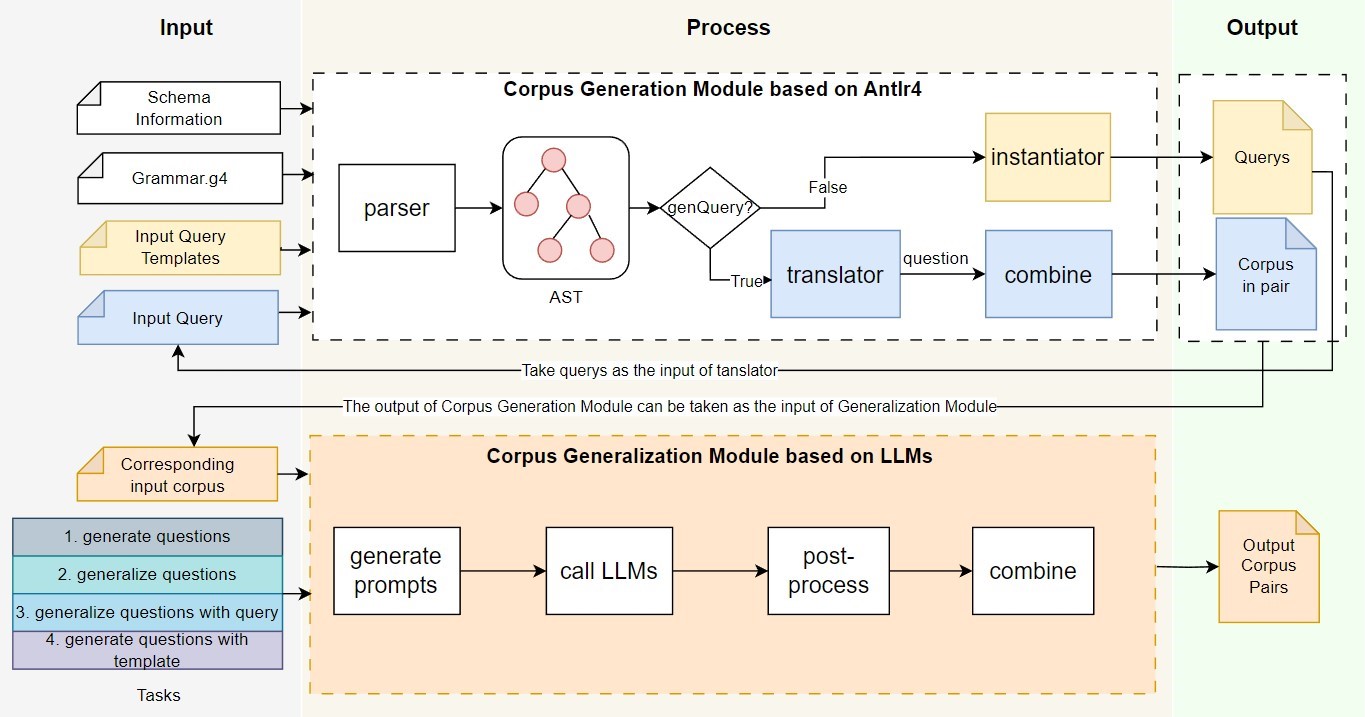 Input
Process
Output
Schema
Information
Grammar.g4
Input Query
Templates
Input Query
Corpus Generation Module based on Antlr4
parser
AST
genQuery?
False
True
instantiator
translator
question
combine
Querys
Corpus
in pair
Take querys as the input of tanslator
The output of Corpus Generation Module can be taken as the input of Generalization Module
Corresponding
input corpus
1. generate questions
2. generalize questions
3. generalize questions with query
4. generate questions with
template
Tasks
Corpus Generalization Module based on LLMs
generate
prompts
call LLMs
post-
process
combine
Output
Corpus
Pairs